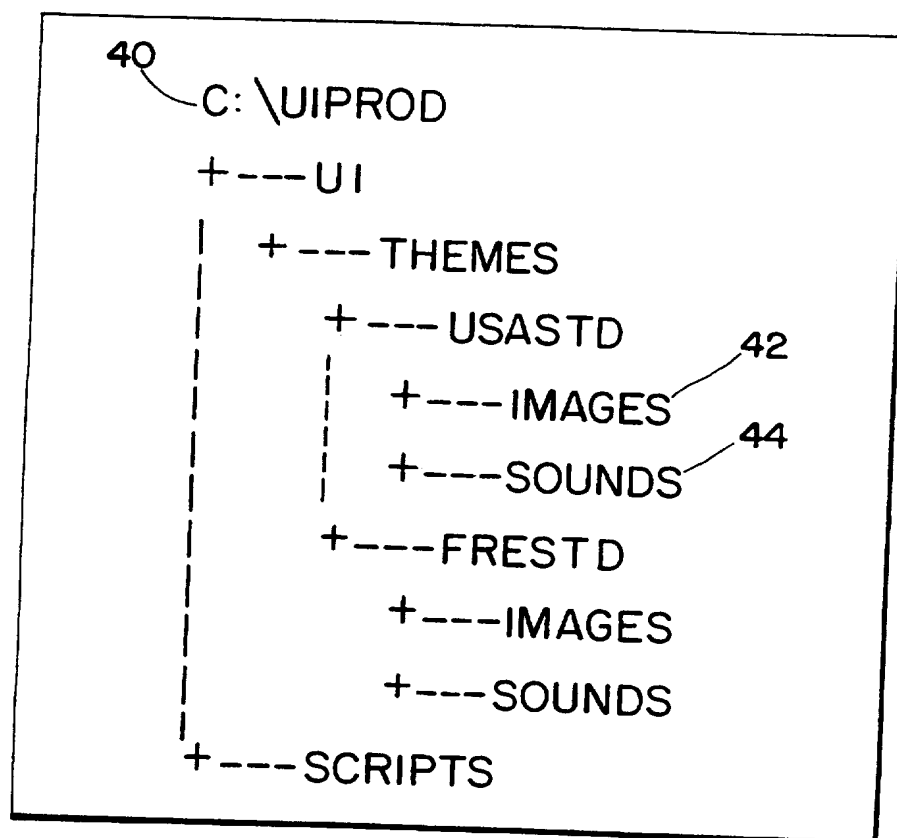 40
C:\UIPROD
+---UI
+---THEMES
+---USASTD
42
+---IMAGES
44
+---SOUNDS
+---FRESTD
+---IMAGES
+---SOUNDS
+---SCRIPTS